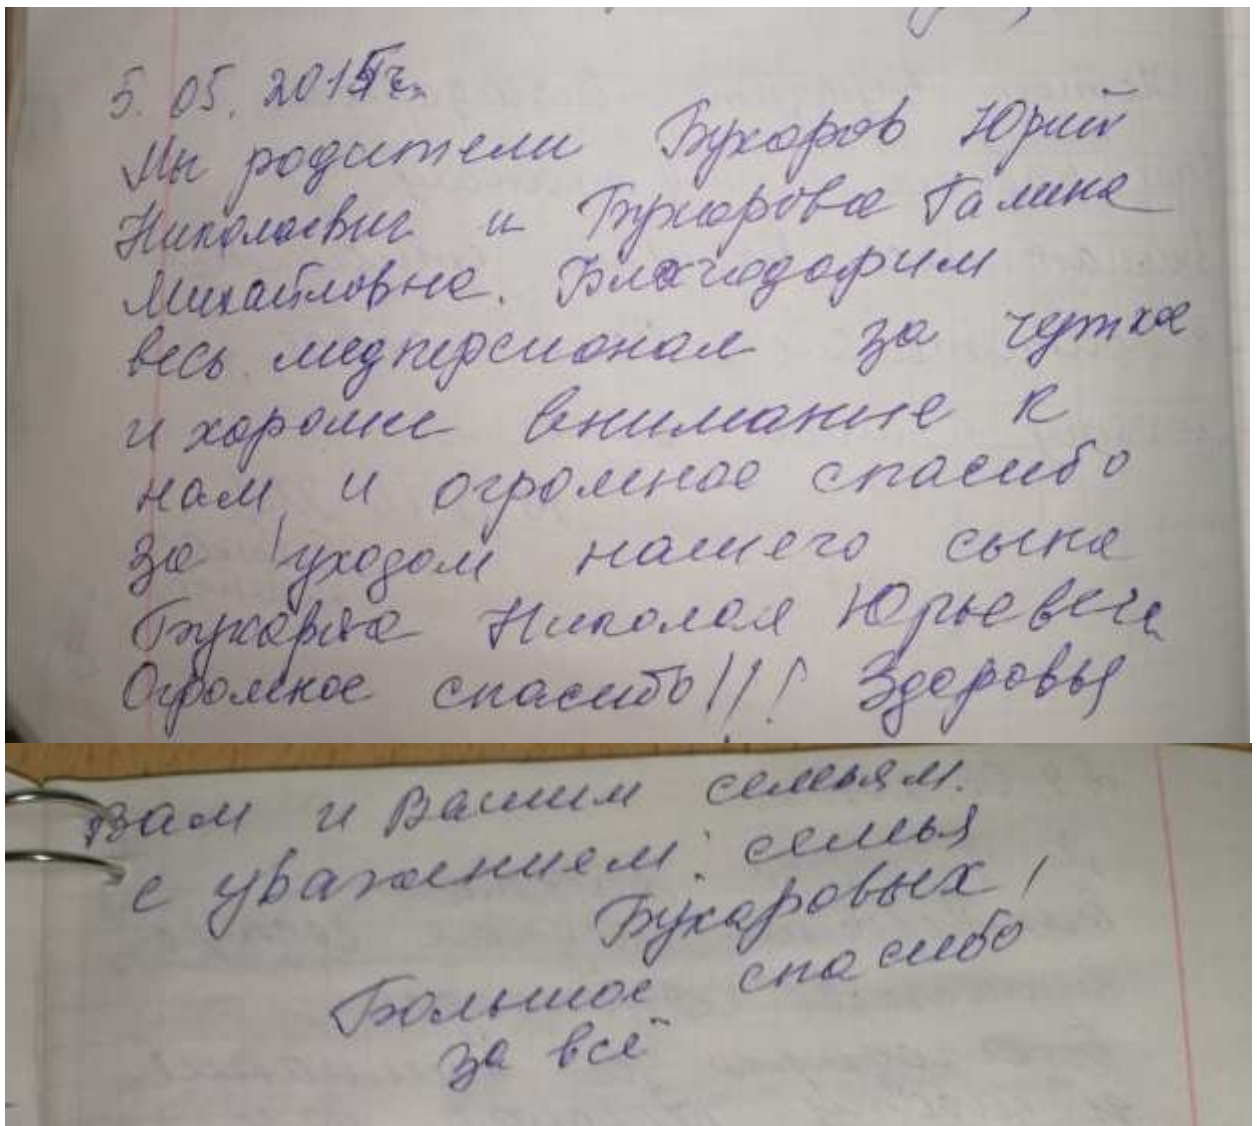 5. 05. 2015г.
Мы родители Бухаров Юрий
Николаевич и Бухарова Галина
Михайловна. Благодарим
весь медперсионал за чуткое
и хорошие внимание к
нам, и огромное спасибо
за уходом нашего сына
Бухарова Николая Юрьевича
Огромное спасибо!!! Здоровья
Вам и Вашим семьям.
с уважением: семья
Бухаровых!
Большое спасибо
за всё